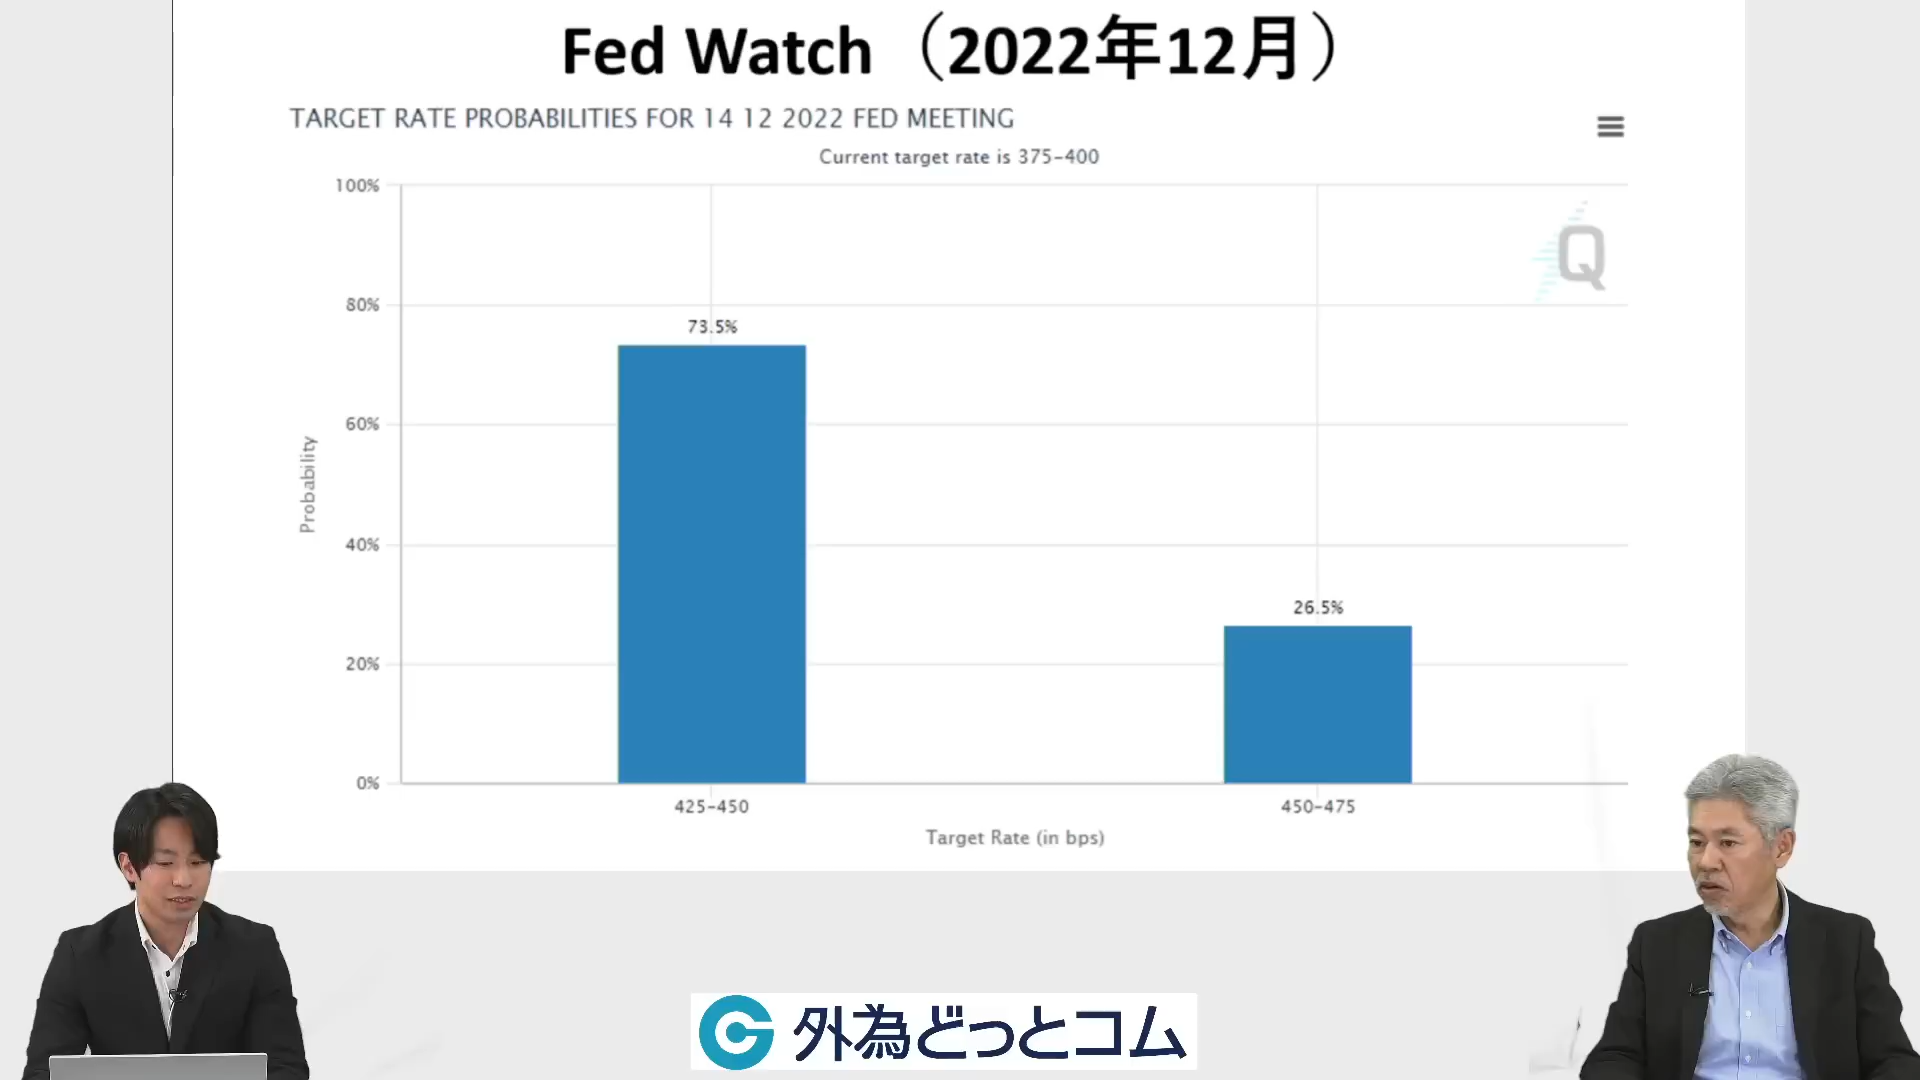 Fed Watch（2022年12月）
TARGET RATE PROBABILITIES FOR 14 12 2022 FED MEETING
Current target rate is 375-400
100%
80%
60%
40%
20%
0%
Probability
73.5%
26.5%
Q
425-450
450-475
Target Rate (in bps)
外為どっとコム